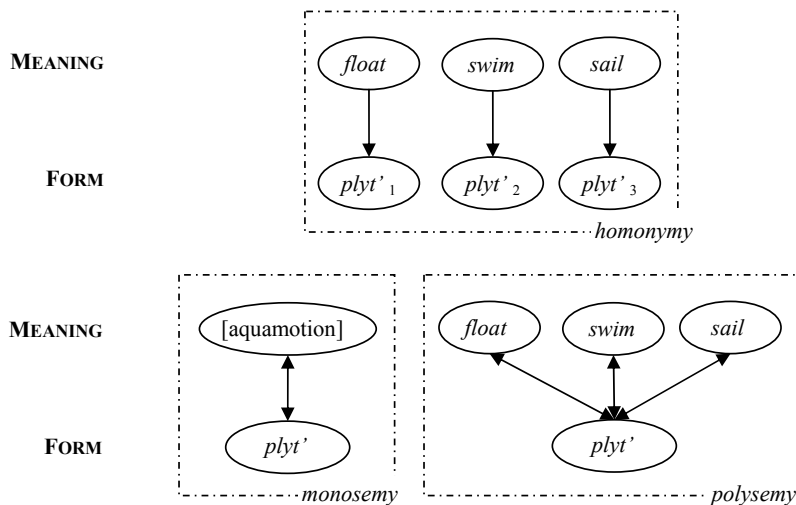 MEANING float swim sail
FORM plyt’ 1 plyt’ 2 plyt’ 3
homonymy
MEANING [aquamotion] float swim sail
FORM plyt’ plyt’
monosemy polysemy